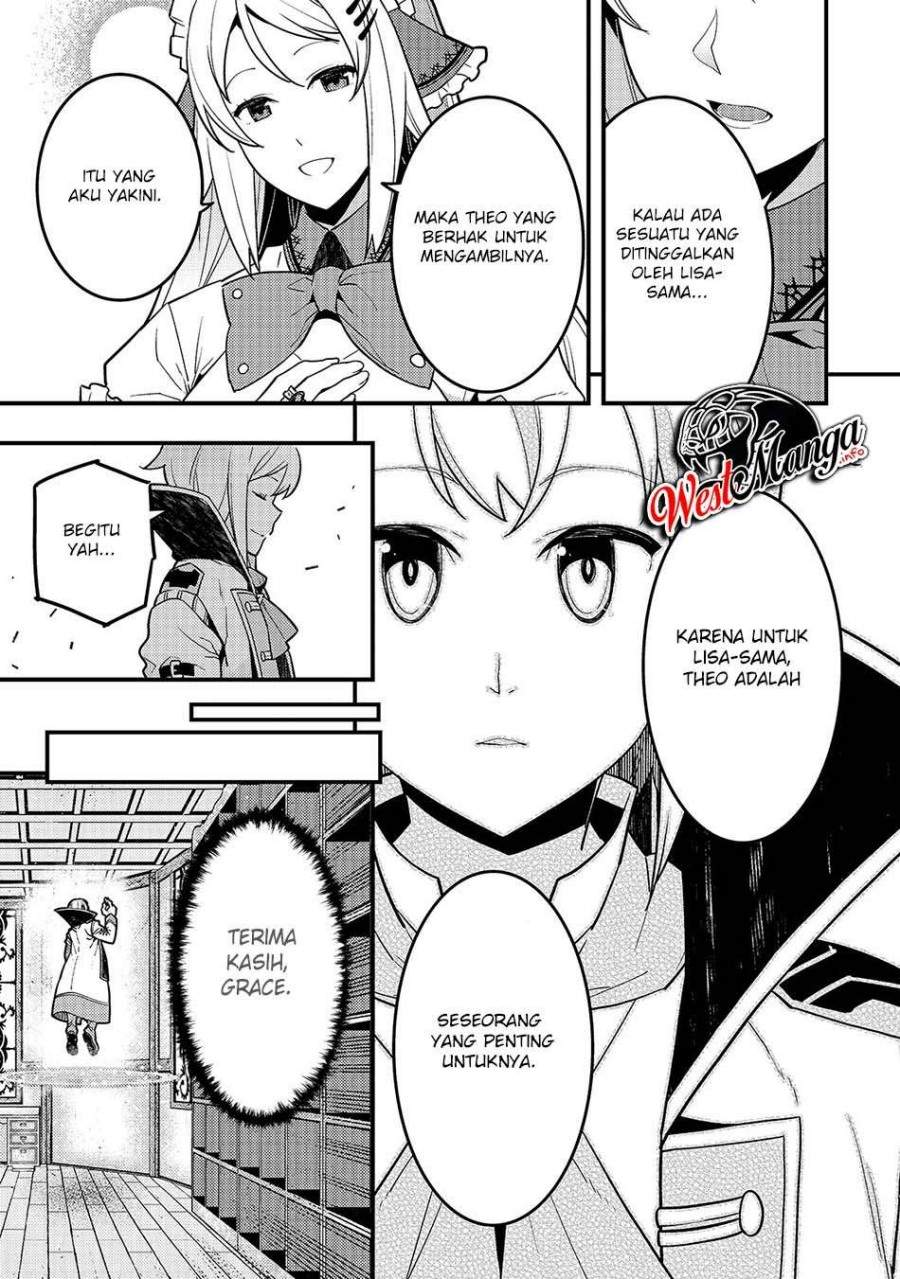 KALAU ADA
SESUATU YANG
DITINGGALKAN
OLEH LISA-
SAMA...
MAKA THEO YANG
BERHAK UNTUK
MENGAMBILNYA.
ITU YANG
AKU YAKINI.
WestManga
.info
KARENA UNTUK
LISA-SAMA,
THEO ADALAH
SESEORANG
YANG PENTING
UNTUKNYA.
BEGITU
YAH...
TERIMA
KASIH,
GRACE.